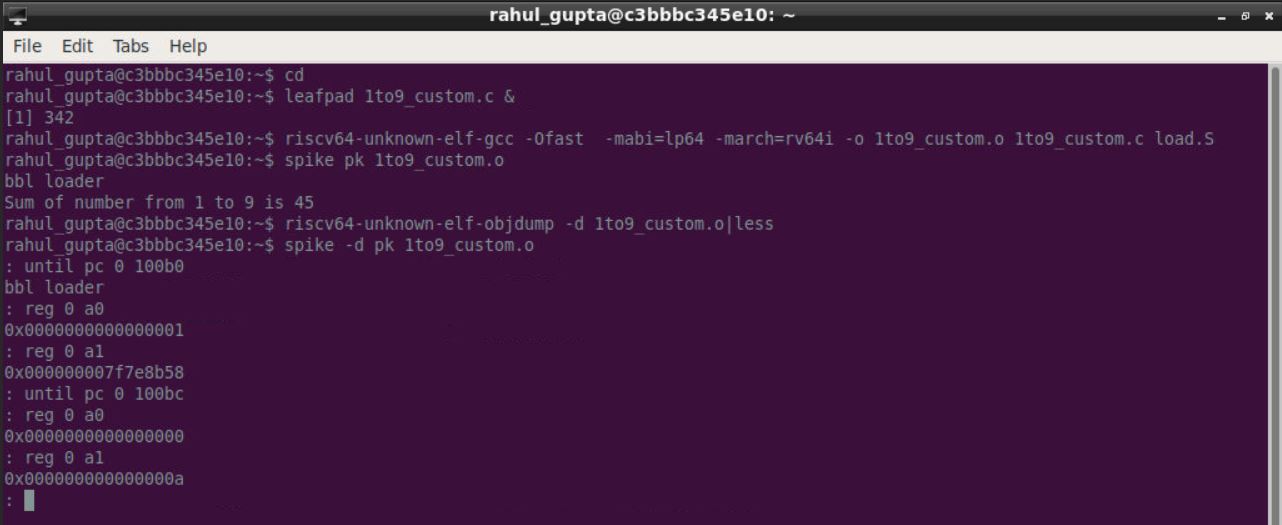 rahul_gupta@c3bbbc345e10: ~
File Edit Tabs Help
rahul_gupta@c3bbbc345e10:~$ cd
rahul_gupta@c3bbbc345e10:~$ leafpad 1to9_custom.c &
[1] 342
rahul_gupta@c3bbbc345e10:~$ riscv64-unknown-elf-gcc -Ofast  -mabi=lp64 -march=rv64i -o 1to9_custom.o 1to9_custom.c load.S
rahul_gupta@c3bbbc345e10:~$ spike pk 1to9_custom.o
bbl loader
Sum of number from 1 to 9 is 45
rahul_gupta@c3bbbc345e10:~$ riscv64-unknown-elf-objdump -d 1to9_custom.o|less
rahul_gupta@c3bbbc345e10:~$ spike -d pk 1to9_custom.o
: until pc 0 100b0
bbl loader
: reg 0 a0
0x0000000000000001
: reg 0 a1
0x000000007f7e8b58
: until pc 0 100bc
: reg 0 a0
0x0000000000000000
: reg 0 a1
0x000000000000000a
: